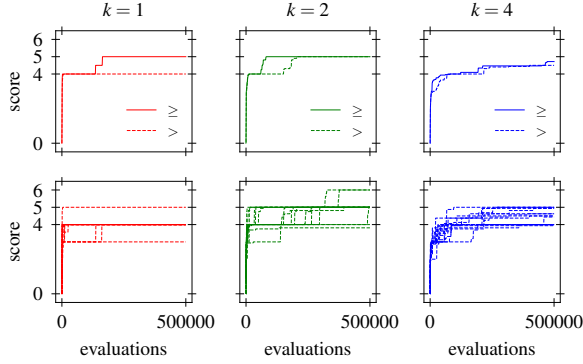 k = 1
k = 2
k = 4
score
6
5
4
0
≥
>
≥
>
≥
>
score
6
5
4
0
0
500000
0
500000
0
500000
evaluations
evaluations
evaluations